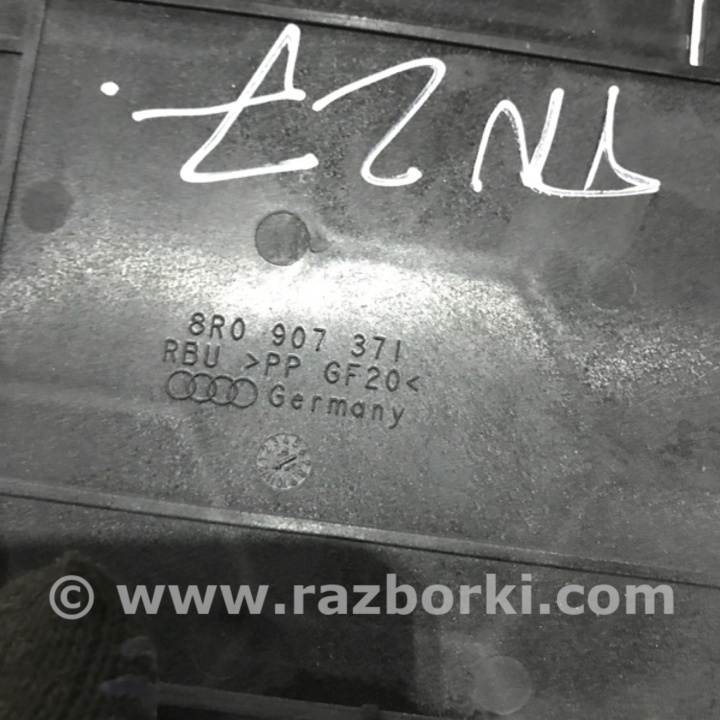 8R0 907 371
RBU >PP GF20<
Germany
© www.razborki.com